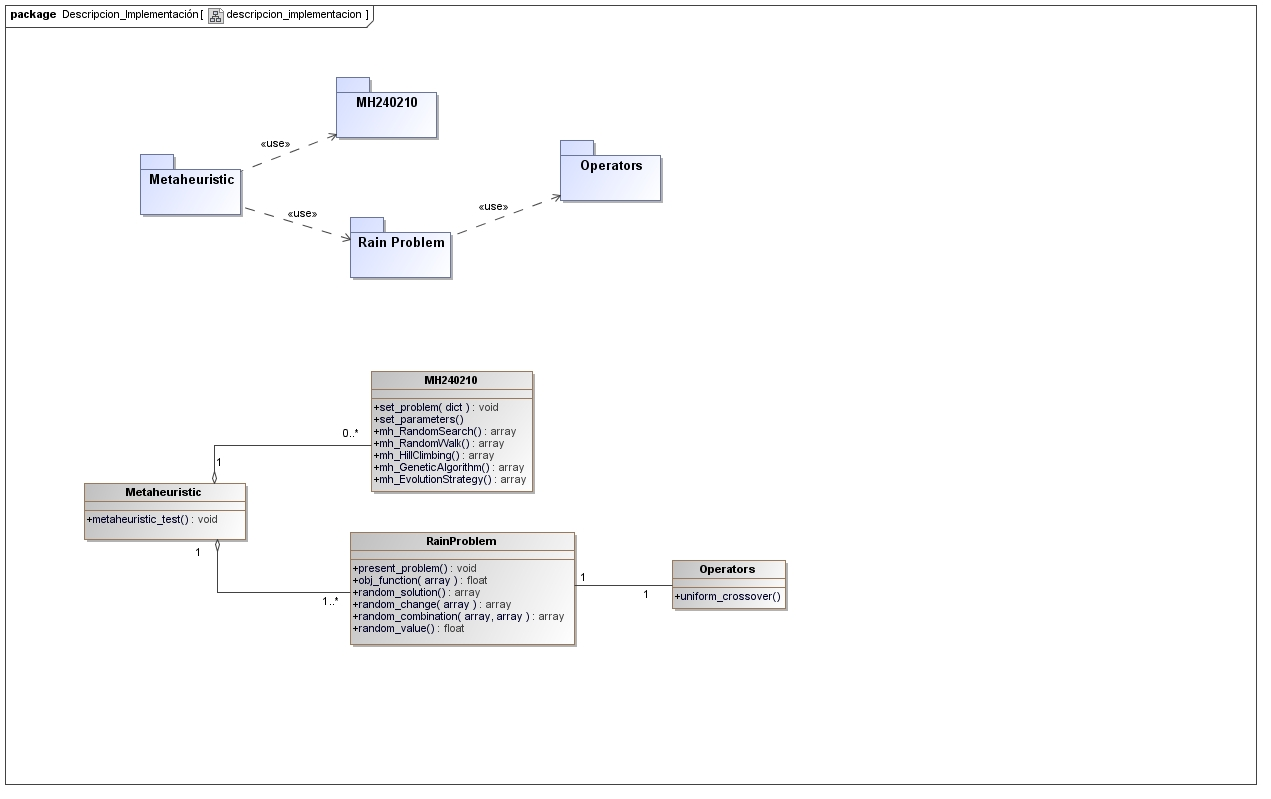 package Descripcion_Implementación [ descripcion_implementacion ]
MH240210
«use»
Operators
Metaheuristic
«use»
«use»
Rain Problem
MH240210
+set_problem( dict ) : void
+set_parameters()
+mh_RandomSearch() : array
+mh_RandomWalk() : array
+mh_HillClimbing() : array
+mh_GeneticAlgorithm() : array
+mh_EvolutionStrategy() : array
0..*
1
Metaheuristic
+metaheuristic_test() : void
1
1..*
RainProblem
+present_problem() : void
+obj_function( array ) : float
+random_solution() : array
+random_change( array ) : array
+random_combination( array, array ) : array
+random_value() : float
1
1
Operators
+uniform_crossover()